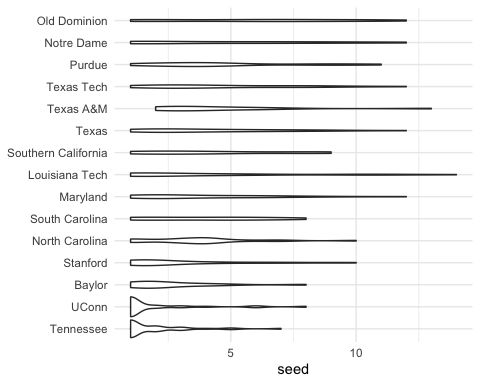 Old Dominion
Notre Dame
Purdue
Texas Tech
Texas A&M
Texas
Southern California
Louisiana Tech
Maryland
South Carolina
North Carolina
Stanford
Baylor
UConn
Tennessee
5 10
seed